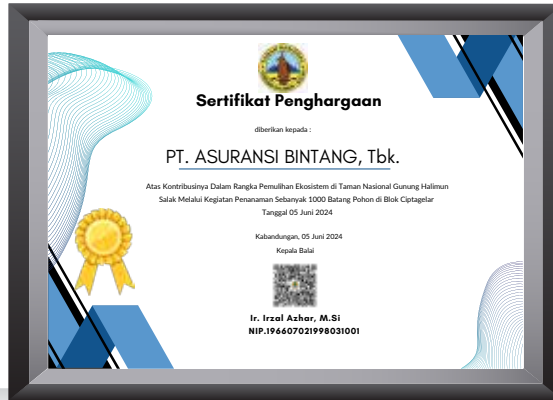 Sertifikat Penghargaan
diberikan kepada :
PT. ASURANSI BINTANG, Tbk.
Atas Kontribusinya Dalam Rangka Pemulihan Ekosistem di Taman Nasional Gunung Halimun
Salak Melalui Kegiatan Penanaman Sebanyak 1000 Batang Pohon di Blok Ciptagelar
Tanggal 05 Juni 2024
Kabandungan, 05 Juni 2024
Kepala Balai
Ir. Irzal Azhar, M.Si
NIP.196607021998031001